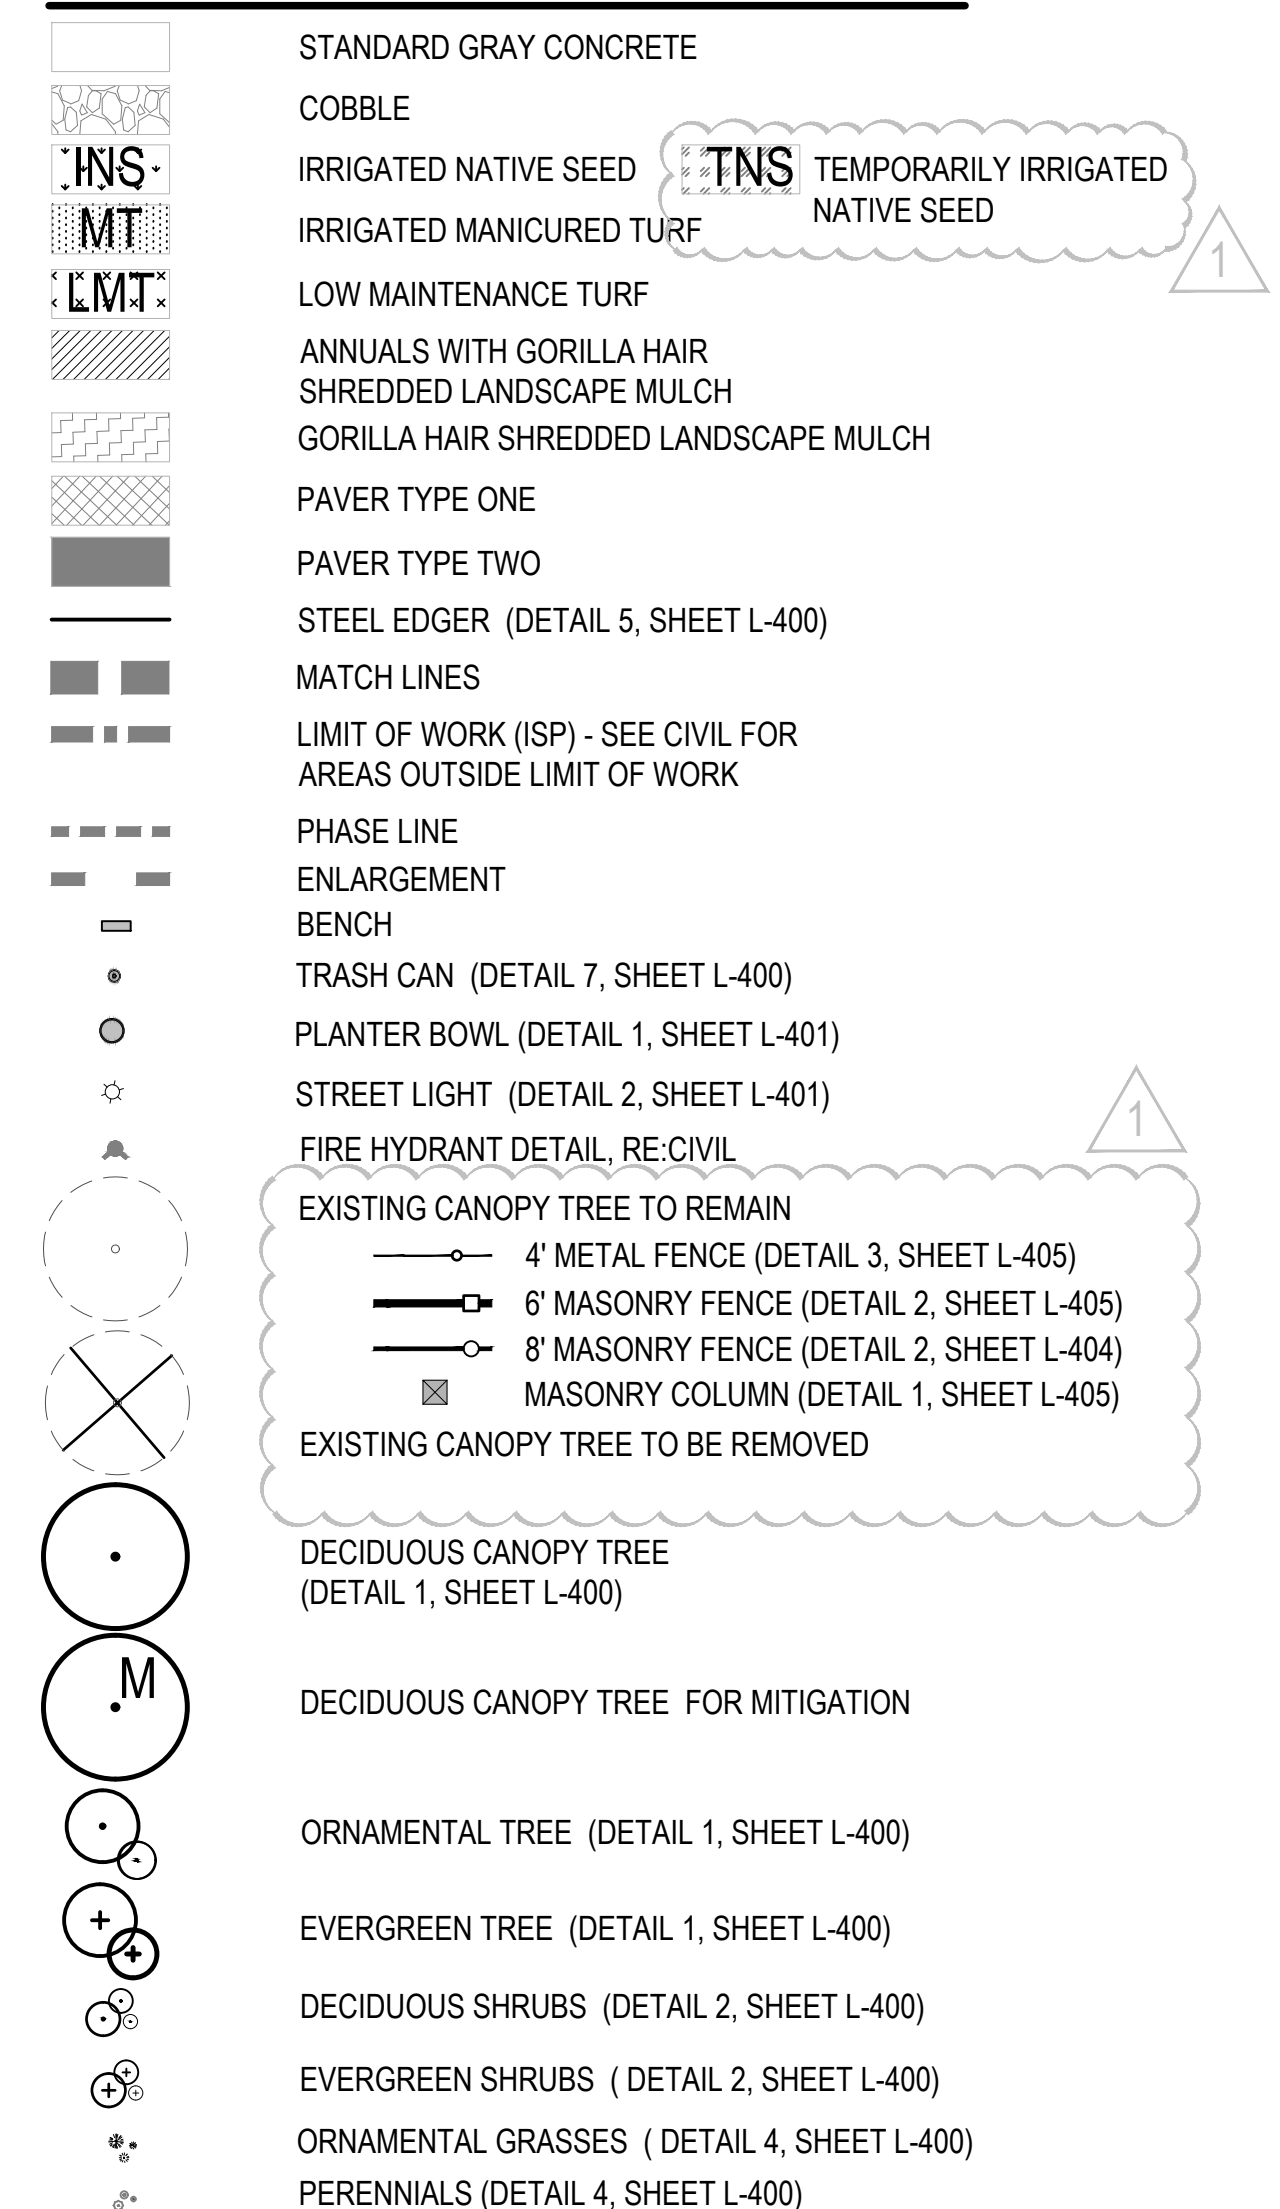 STANDARD GRAY CONCRETE
COBBLE
INS IRRIGATED NATIVE SEED
TNS TEMPORARILY IRRIGATED
NATIVE SEED
MT IRRIGATED MANICURED TURF
1
LMT LOW MAINTENANCE TURF
ANNUALS WITH GORILLA HAIR
SHREDDED LANDSCAPE MULCH
GORILLA HAIR SHREDDED LANDSCAPE MULCH
PAVER TYPE ONE
PAVER TYPE TWO
STEEL EDGER (DETAIL 5, SHEET L-400)
MATCH LINES
LIMIT OF WORK (ISP) - SEE CIVIL FOR
AREAS OUTSIDE LIMIT OF WORK
PHASE LINE
ENLARGEMENT
BENCH
TRASH CAN (DETAIL 7, SHEET L-400)
PLANTER BOWL (DETAIL 1, SHEET L-401)
STREET LIGHT (DETAIL 2, SHEET L-401)
1
FIRE HYDRANT DETAIL, RE:CIVIL
EXISTING CANOPY TREE TO REMAIN
4' METAL FENCE (DETAIL 3, SHEET L-405)
6' MASONRY FENCE (DETAIL 2, SHEET L-405)
8' MASONRY FENCE (DETAIL 2, SHEET L-404)
MASONRY COLUMN (DETAIL 1, SHEET L-405)
EXISTING CANOPY TREE TO BE REMOVED
DECIDUOUS CANOPY TREE
(DETAIL 1, SHEET L-400)
M DECIDUOUS CANOPY TREE FOR MITIGATION
ORNAMENTAL TREE (DETAIL 1, SHEET L-400)
EVERGREEN TREE (DETAIL 1, SHEET L-400)
DECIDUOUS SHRUBS (DETAIL 2, SHEET L-400)
EVERGREEN SHRUBS ( DETAIL 2, SHEET L-400)
ORNAMENTAL GRASSES ( DETAIL 4, SHEET L-400)
PERENNIALS (DETAIL 4, SHEET L-400)